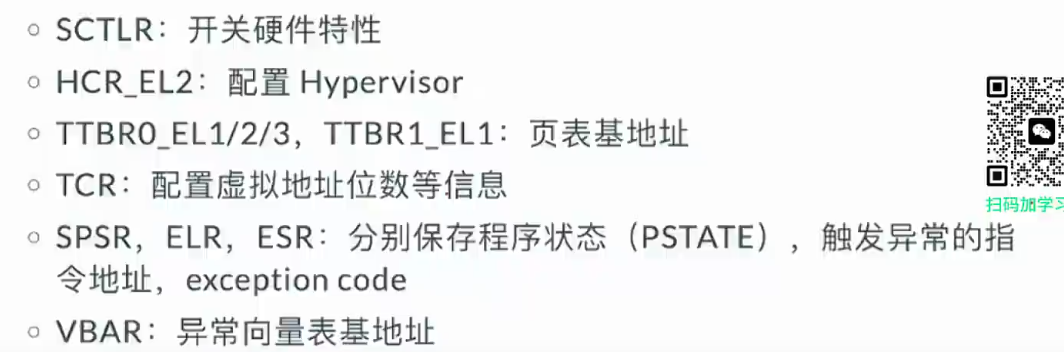 SCTLR：开关硬件特性
HCR_EL2：配置 Hypervisor
TTBR0_EL1/2/3，TTBR1_EL1：页表基地址
TCR：配置虚拟地址位数等信息
扫码加学习
SPSR，ELR，ESR：分别保存程序状态（PSTATE），触发异常的指
令地址，exception code
VBAR：异常向量表基地址